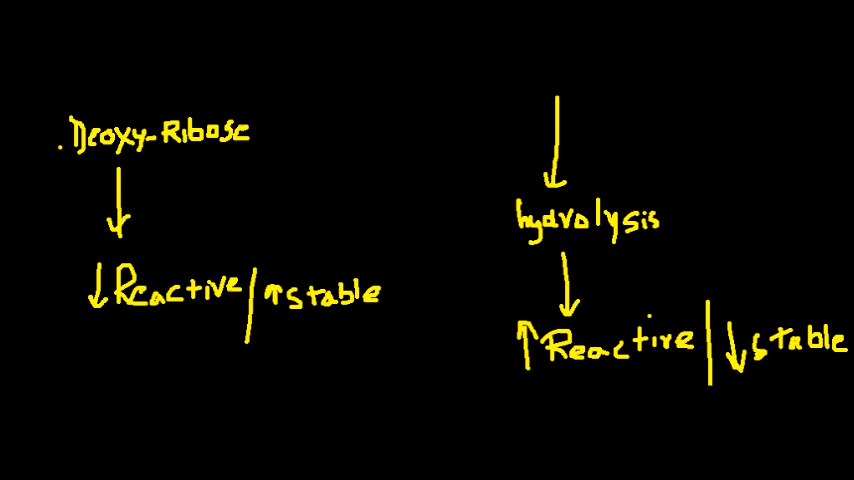 . Deoxy-Ribose
hydrolysis
↓ Reactive/↑stable
↑ Reactive | ↓ stable